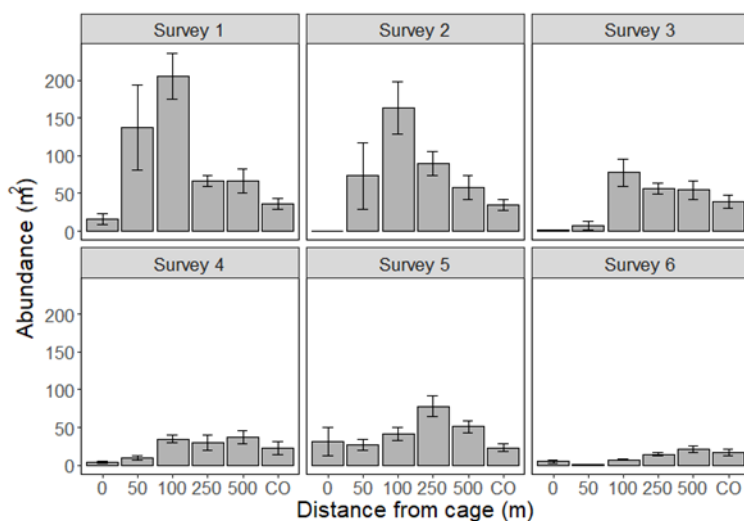 Survey 1 Survey 2 Survey 3
200
150
100
50
0
Survey 4 Survey 5 Survey 6
200
150
100
50
0
0 50 100 250 500 CO 0 50 100 250 500 CO 0 50 100 250 500 CO
Distance from cage (m)
Abundance (m²)